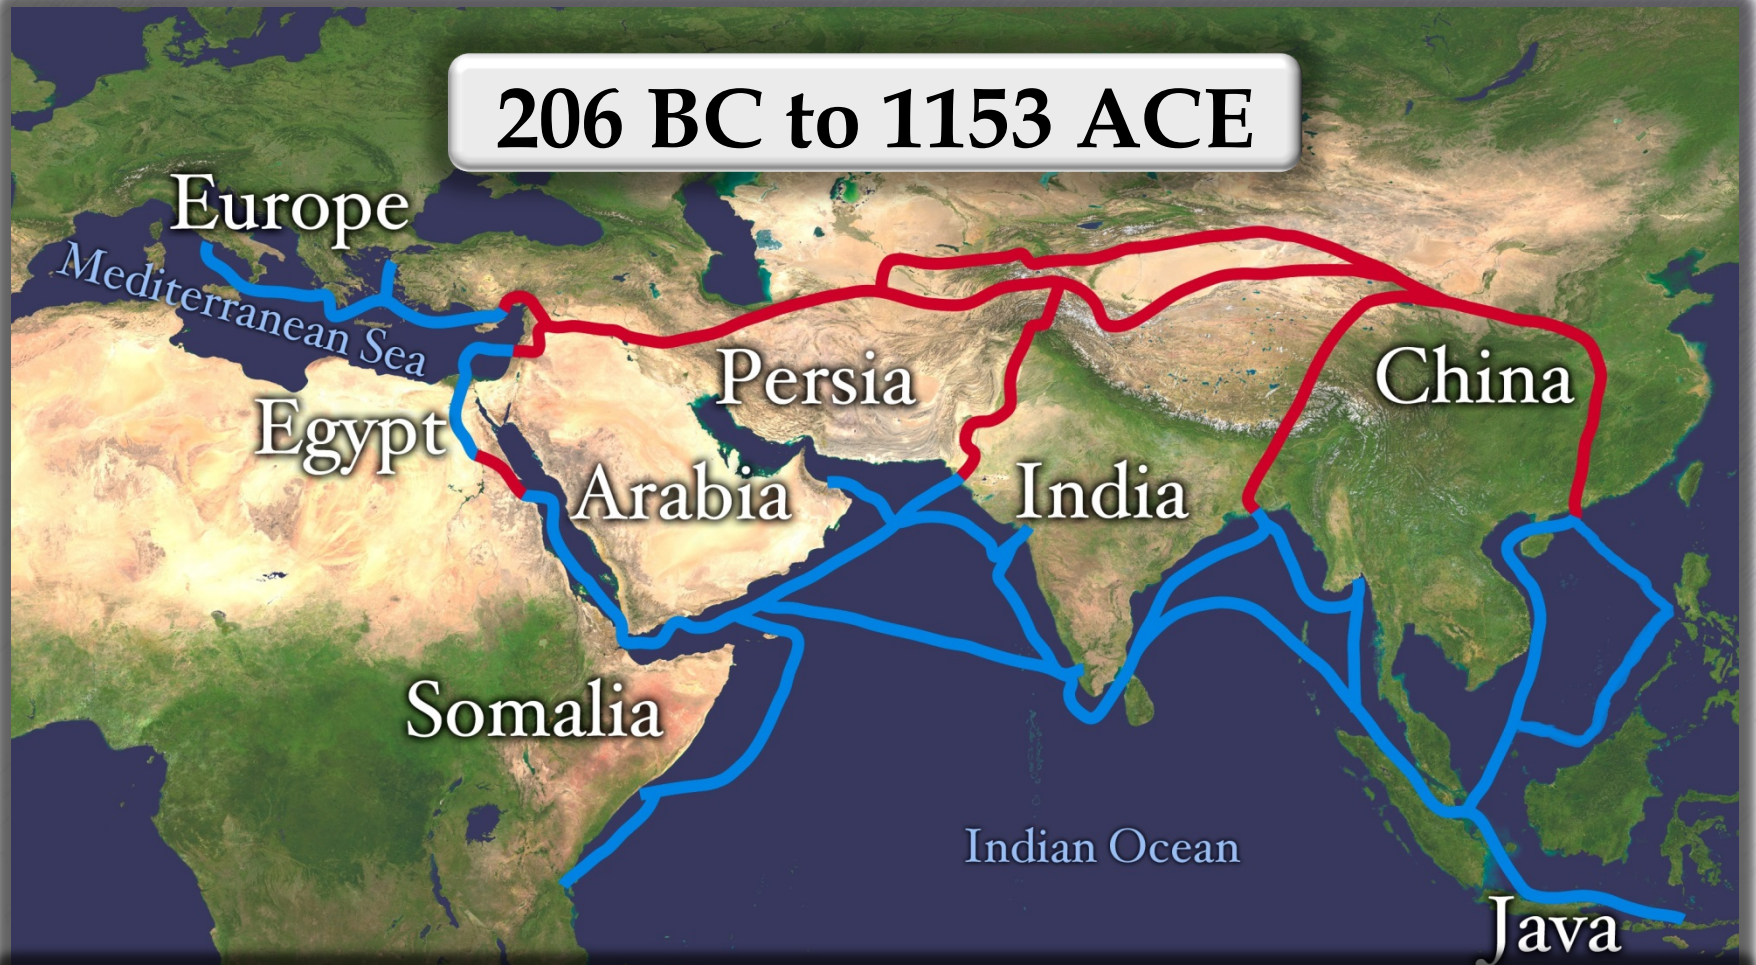 206 BC to 1153 ACE
Europe
Mediterranean Sea
Egypt
Persia
China
Arabia
India
Somalia
Indian Ocean
Java